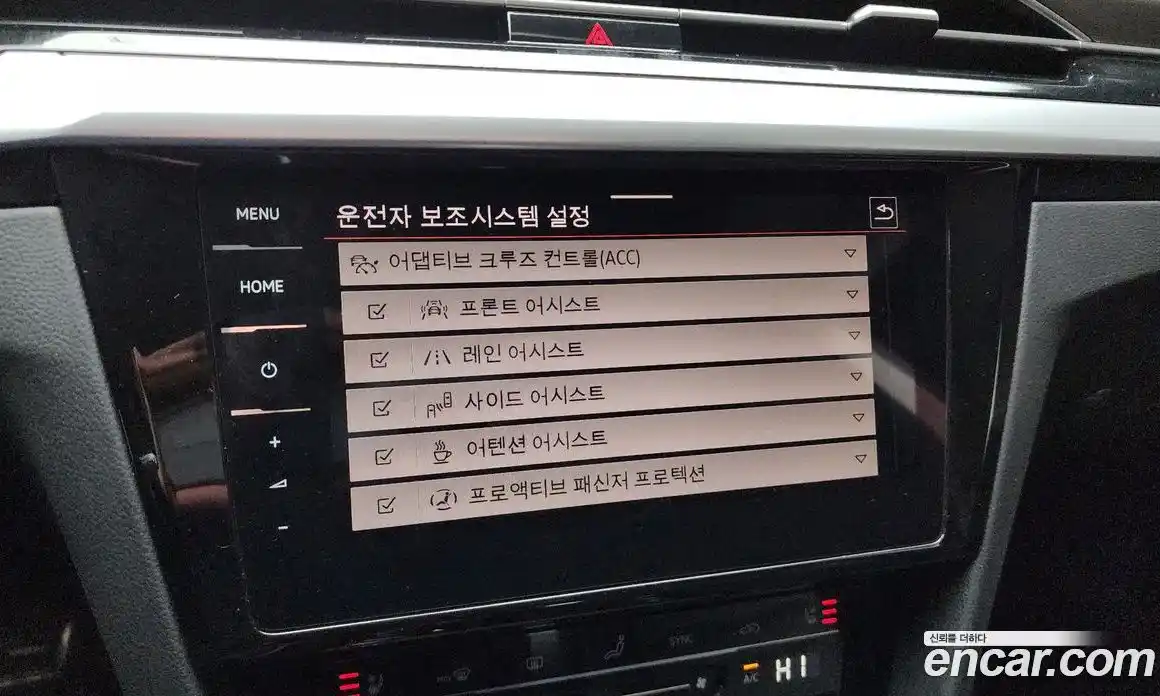 MENU
운전자 보조시스템 설정
HOME
어댑티브 크루즈 컨트롤(ACC)
프론트 어시스트
레인 어시스트
사이드 어시스트
어텐션 어시스트
프로액티브 패신저 프로텍션
+
-
SYNC
A/C
HI
신뢰를 더하다
encar.com